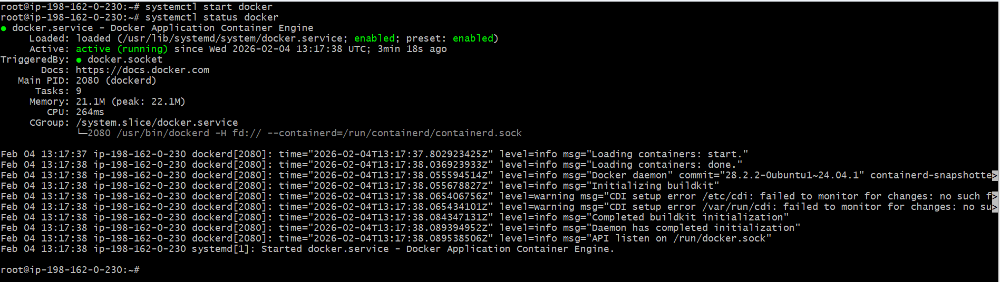 root@ip-198-162-0-230:~# systemctl start docker
root@ip-198-162-0-230:~# systemctl status docker
● docker.service - Docker Application Container Engine
     Loaded: loaded (/usr/lib/systemd/system/docker.service; enabled; preset: enabled)
     Active: active (running) since Wed 2026-02-04 13:17:38 UTC; 3min 18s ago
TriggeredBy: ● docker.socket
       Docs: https://docs.docker.com
   Main PID: 2080 (dockerd)
      Tasks: 9
     Memory: 21.1M (peak: 22.1M)
        CPU: 264ms
     CGroup: /system.slice/docker.service
             └─2080 /usr/bin/dockerd -H fd:// --containerd=/run/containerd/containerd.sock
Feb 04 13:17:37 ip-198-162-0-230 dockerd[2080]: time="2026-02-04T13:17:37.802923425Z" level=info msg="Loading containers: start."
Feb 04 13:17:38 ip-198-162-0-230 dockerd[2080]: time="2026-02-04T13:17:38.036923933Z" level=info msg="Loading containers: done."
Feb 04 13:17:38 ip-198-162-0-230 dockerd[2080]: time="2026-02-04T13:17:38.055594514Z" level=info msg="Docker daemon" commit="28.2.2-0ubuntu1~24.04.1" containerd-snapshotte>
Feb 04 13:17:38 ip-198-162-0-230 dockerd[2080]: time="2026-02-04T13:17:38.055678827Z" level=info msg="Initializing buildkit"
Feb 04 13:17:38 ip-198-162-0-230 dockerd[2080]: time="2026-02-04T13:17:38.065406756Z" level=warning msg="CDI setup error /etc/cdi: failed to monitor for changes: no such f>
Feb 04 13:17:38 ip-198-162-0-230 dockerd[2080]: time="2026-02-04T13:17:38.065434101Z" level=warning msg="CDI setup error /var/run/cdi: failed to monitor for changes: no su>
Feb 04 13:17:38 ip-198-162-0-230 dockerd[2080]: time="2026-02-04T13:17:38.084347131Z" level=info msg="Completed buildkit initialization"
Feb 04 13:17:38 ip-198-162-0-230 dockerd[2080]: time="2026-02-04T13:17:38.089394952Z" level=info msg="Daemon has completed initialization"
Feb 04 13:17:38 ip-198-162-0-230 dockerd[2080]: time="2026-02-04T13:17:38.089538506Z" level=info msg="API listen on /run/docker.sock"
Feb 04 13:17:38 ip-198-162-0-230 systemd[1]: Started docker.service - Docker Application Container Engine.
root@ip-198-162-0-230:~#